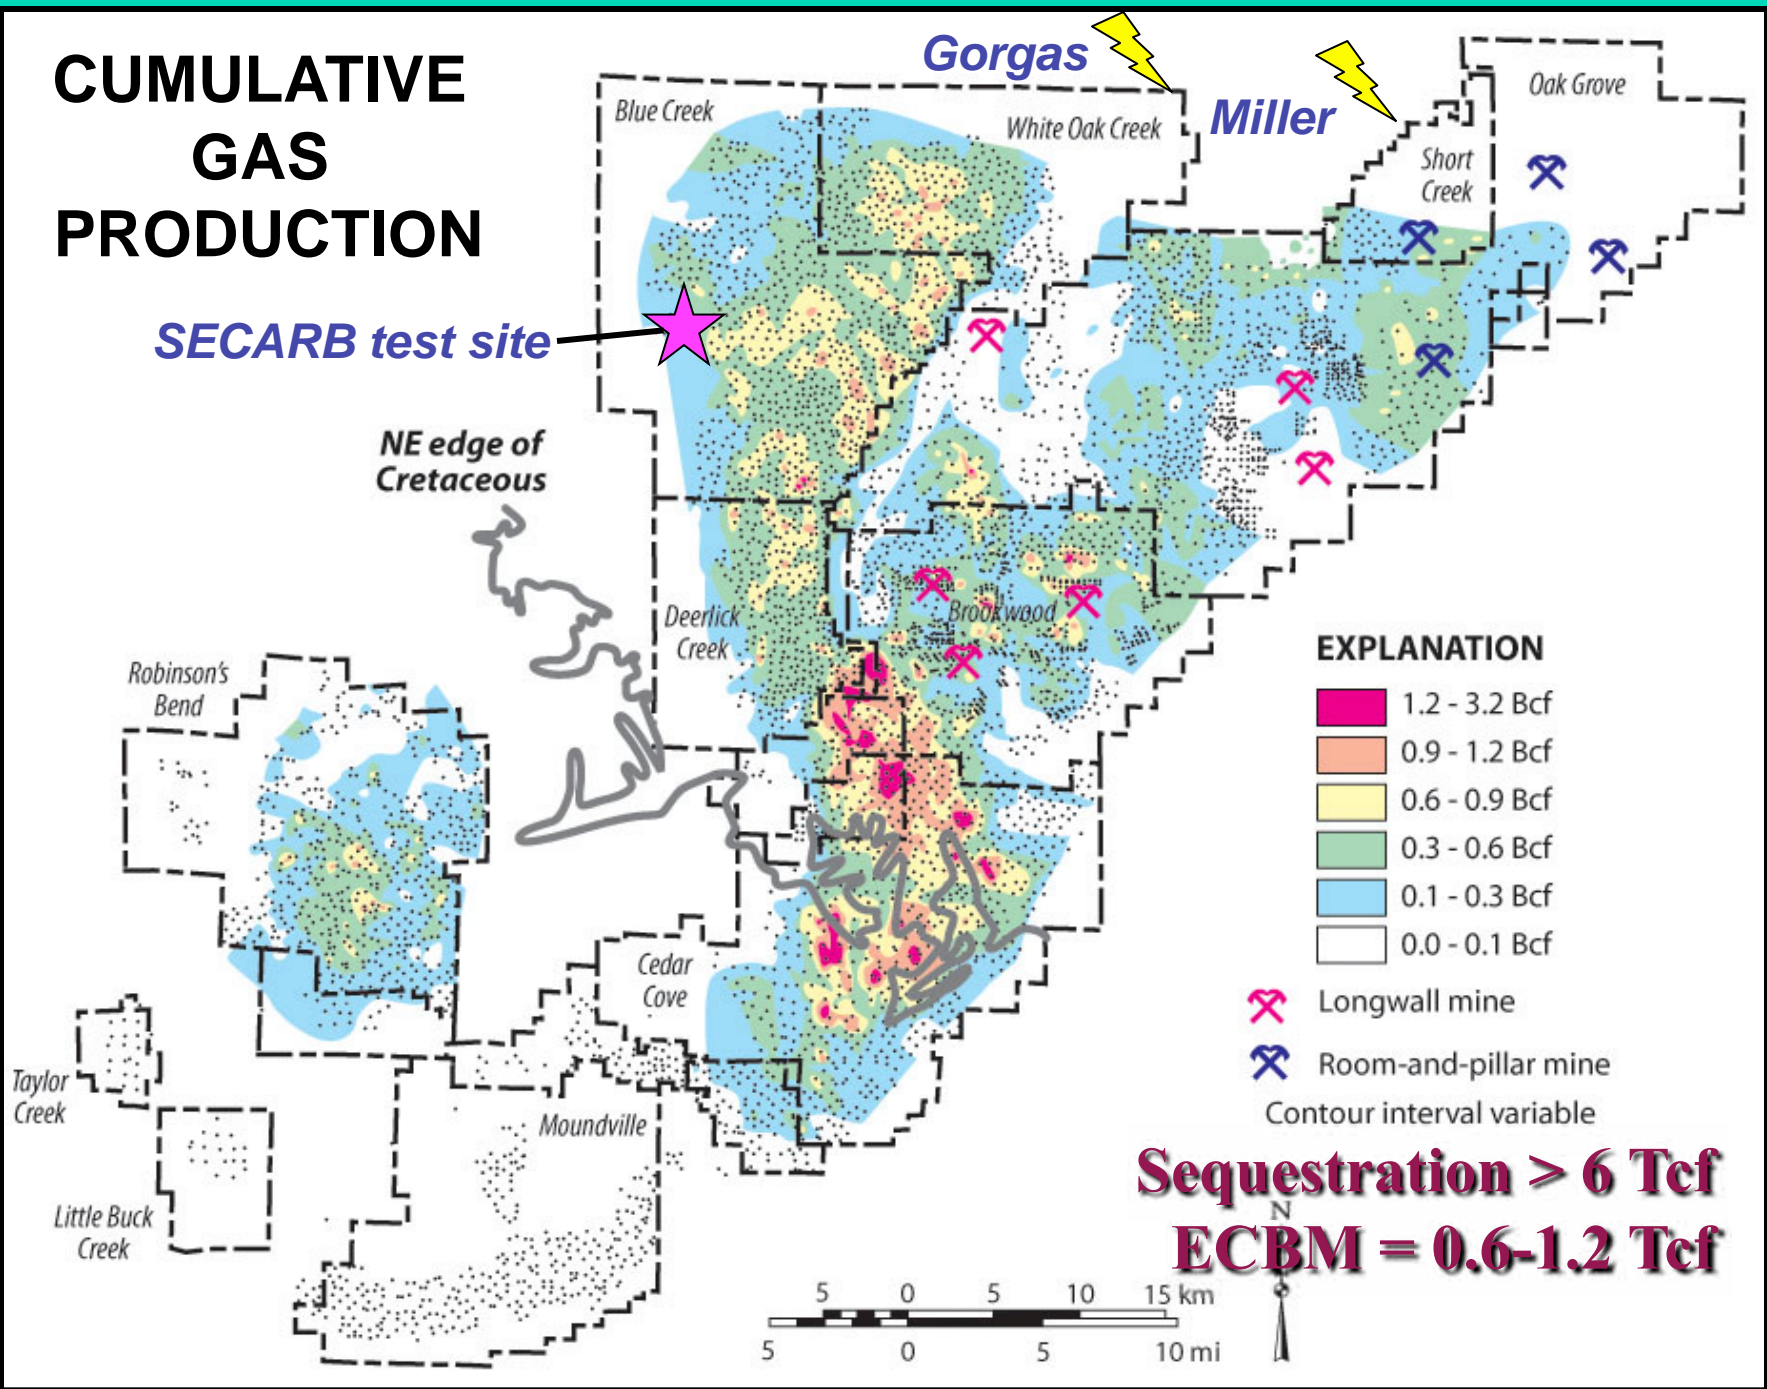 CUMULATIVE
GAS
PRODUCTION
Gorgas
Miller
Oak Grove
Blue Creek
White Oak Creek
Short
Creek
SECARB test site
NE edge of
Cretaceous
Deerlick
Creek
Brookwood
Robinson's
Bend
EXPLANATION
1.2 - 3.2 Bcf
0.9 - 1.2 Bcf
0.6 - 0.9 Bcf
0.3 - 0.6 Bcf
0.1 - 0.3 Bcf
0.0 - 0.1 Bcf
Longwall mine
Room-and-pillar mine
Contour interval variable
Cedar
Cove
Taylor
Creek
Moundville
Little Buck
Creek
Sequestration > 6 Tcf
N
ECBM = 0.6-1.2 Tcf
5 0 5 10 15 km
5 0 5 10 mi